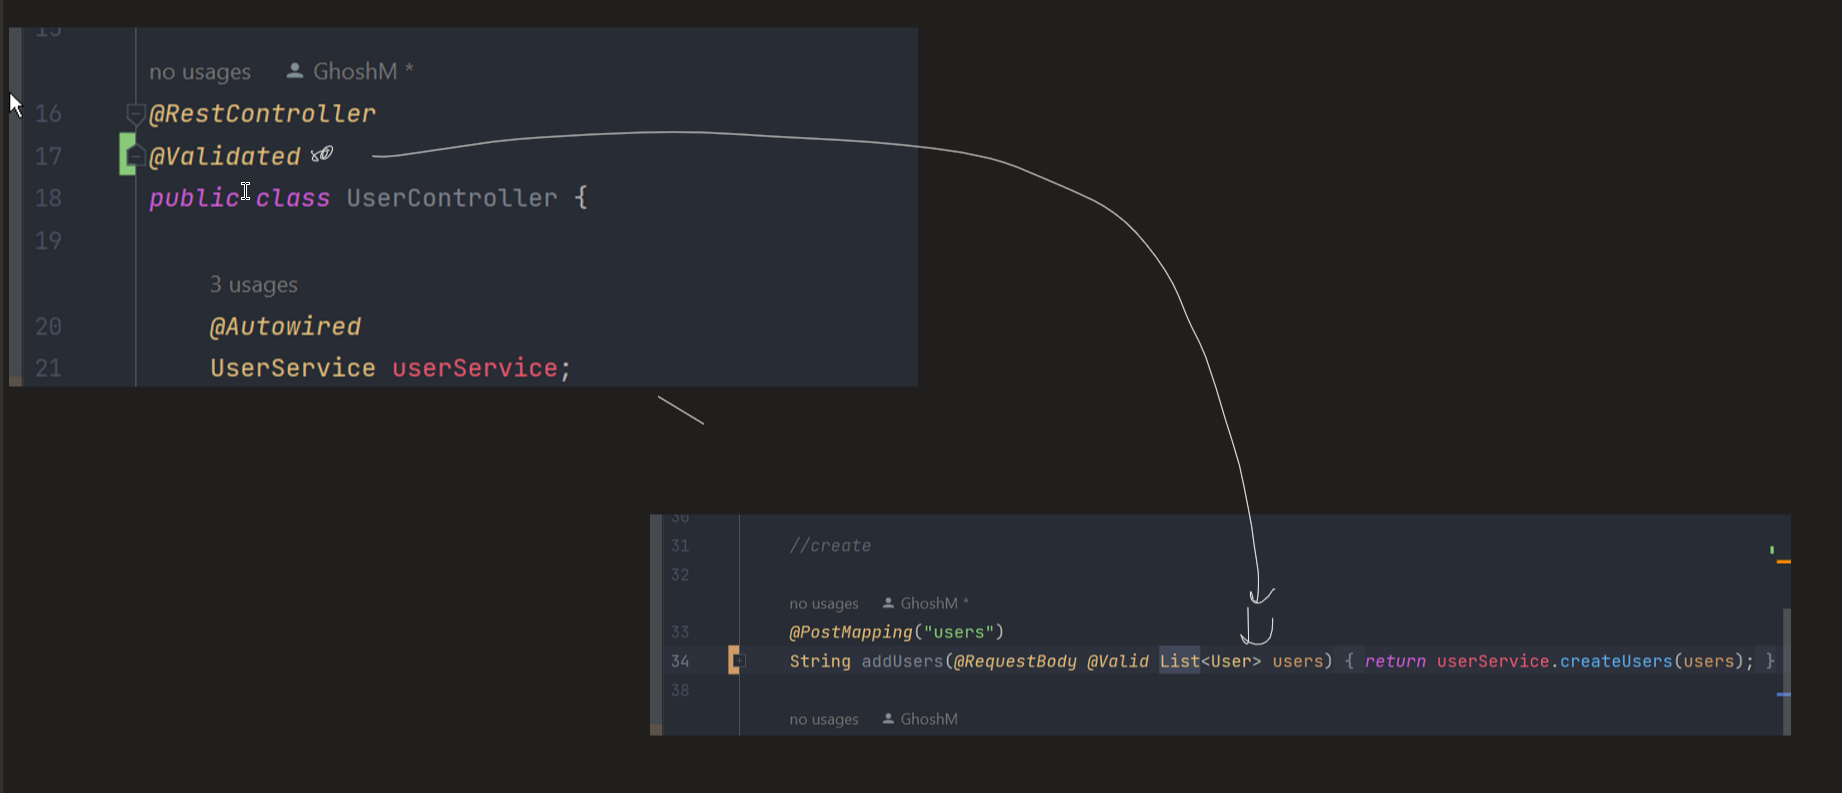 15
no usages GhoshM *
16 @RestController
17 @Validated
18 public class UserController {
19
3 usages
20 @Autowired
21 UserService userService;
30
31 //create
32
no usages GhoshM *
33 @PostMapping("users")
34 String addUsers(@RequestBody @Valid List<User> users) { return userService.createUsers(users); }
38
no usages GhoshM